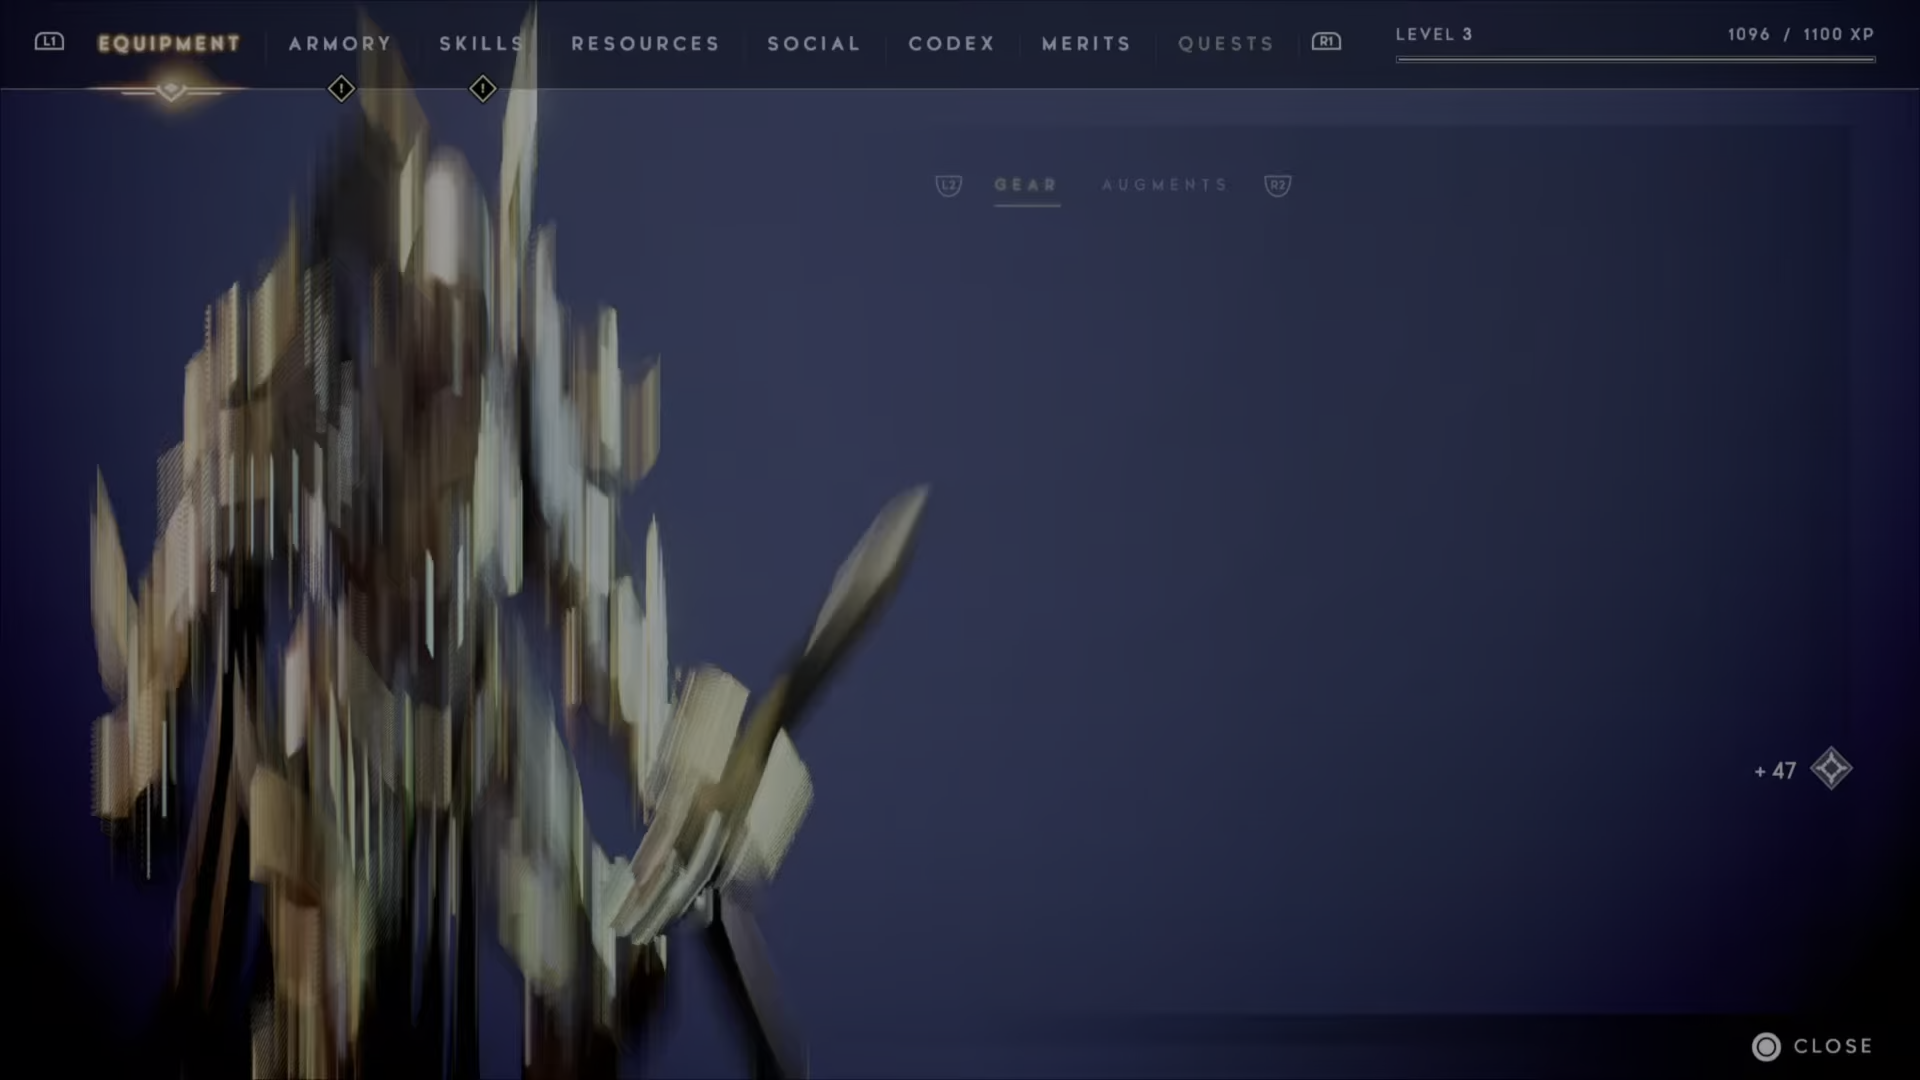 L1 EQUIPMENT ARMORY SKILLS RESOURCES SOCIAL CODEX MERITS QUESTS R1 LEVEL 3 1096 / 1100 XP
! !
L2 GEAR AUGMENTS R2
+ 47
CLOSE